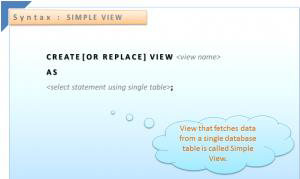 Syntax : SIMPLE VIEW
CREATE [OR REPLACE] VIEW <view name>
AS
<select statement using single table>;
View that fetches data
from a single database
table is called Simple
View.